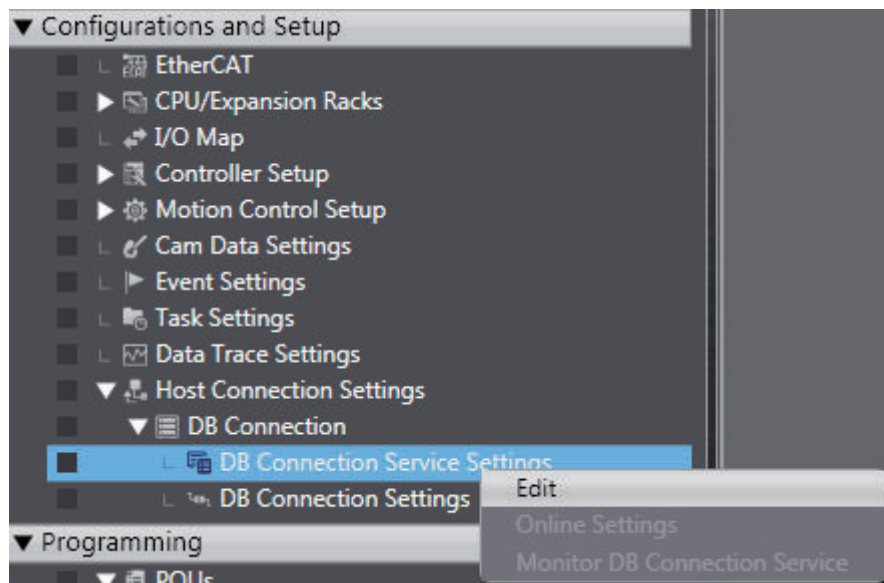 Configurations and Setup
EtherCAT
CPU/Expansion Racks
I/O Map
Controller Setup
Motion Control Setup
Cam Data Settings
Event Settings
Task Settings
Data Trace Settings
Host Connection Settings
DB Connection
DB Connection Service Settings
Edit
DB Connection Settings
Online Settings
Programming
Monitor DB Connection Service
POUs